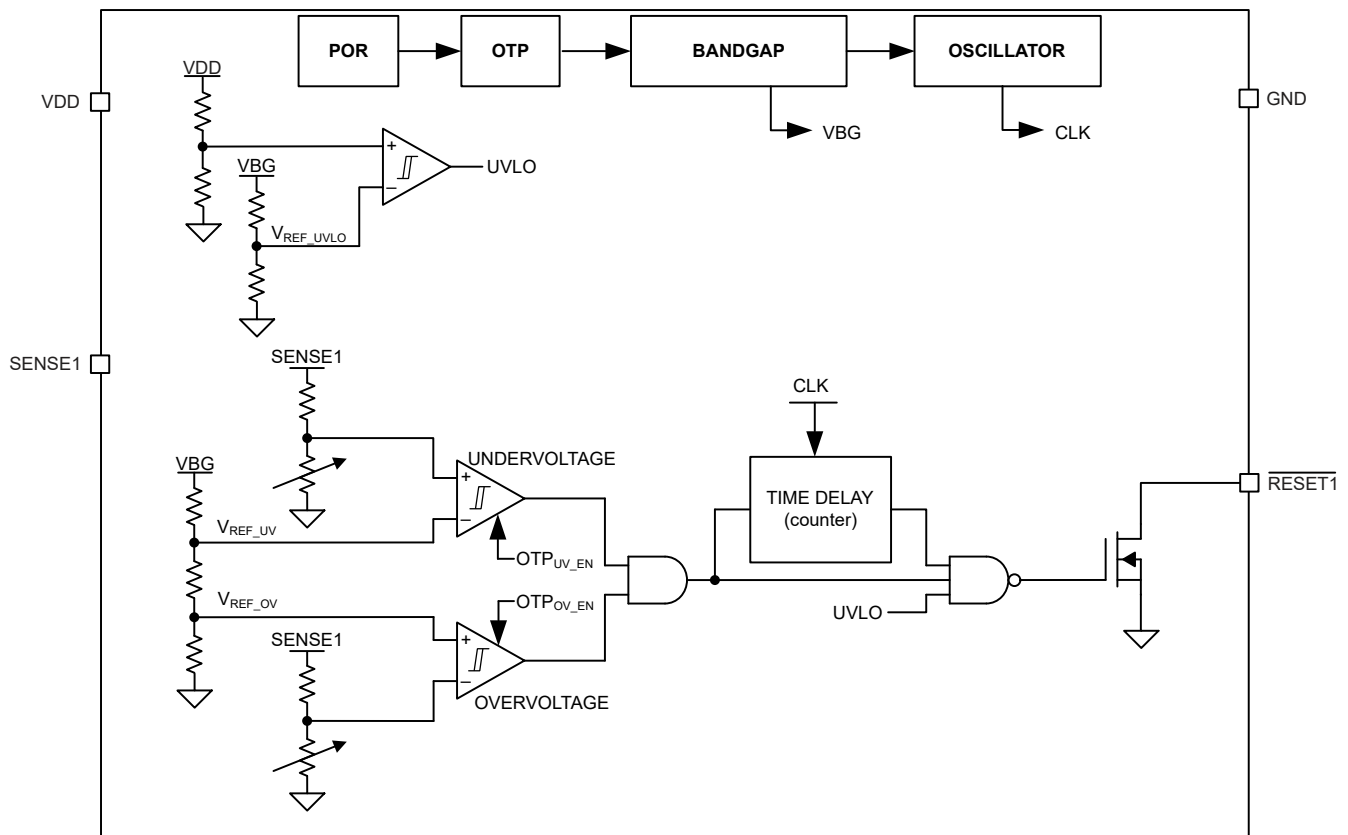 POR
OTP
BANDGAP
OSCILLATOR
VDD
VDD
GND
VBG
CLK
+
−
UVLO
VBG
VREF_UVLO
SENSE1
SENSE1
CLK
UNDERVOLTAGE
VBG
+
−
TIME DELAY
(counter)
RESET1
VREF_UV
OTPUV_EN
OTPOV_EN
VREF_OV
UVLO
SENSE1
+
−
OVERVOLTAGE